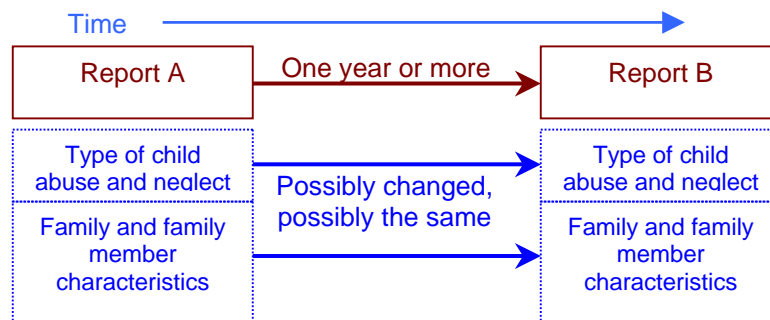 Time
Report A
One year or more
Report B
Type of child
abuse and neglect
Possibly changed,
possibly the same
Type of child
abuse and neglect
Family and family
member
characteristics
Family and family
member
characteristics